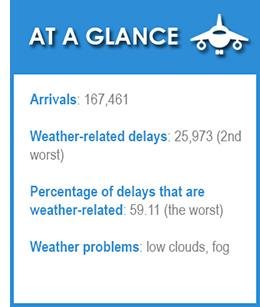 AT A GLANCE
Arrivals: 167,461
Weather-related delays: 25,973 (2nd
worst)
Percentage of delays that are
weather-related: 59.11 (the worst)
Weather problems: low clouds, fog